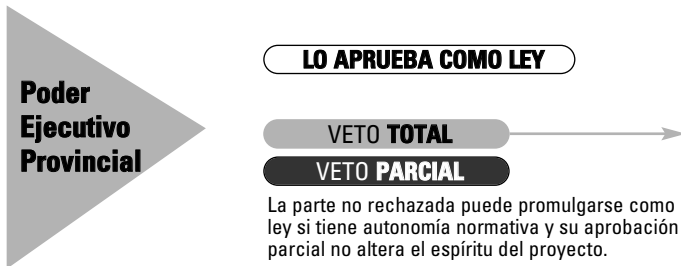 Poder
Ejecutivo
Provincial
LO APRUEBA COMO LEY
VETO TOTAL
VETO PARCIAL
La parte no rechazada puede promulgarse como
ley si tiene autonomía normativa y su aprobación
parcial no altera el espíritu del proyecto.